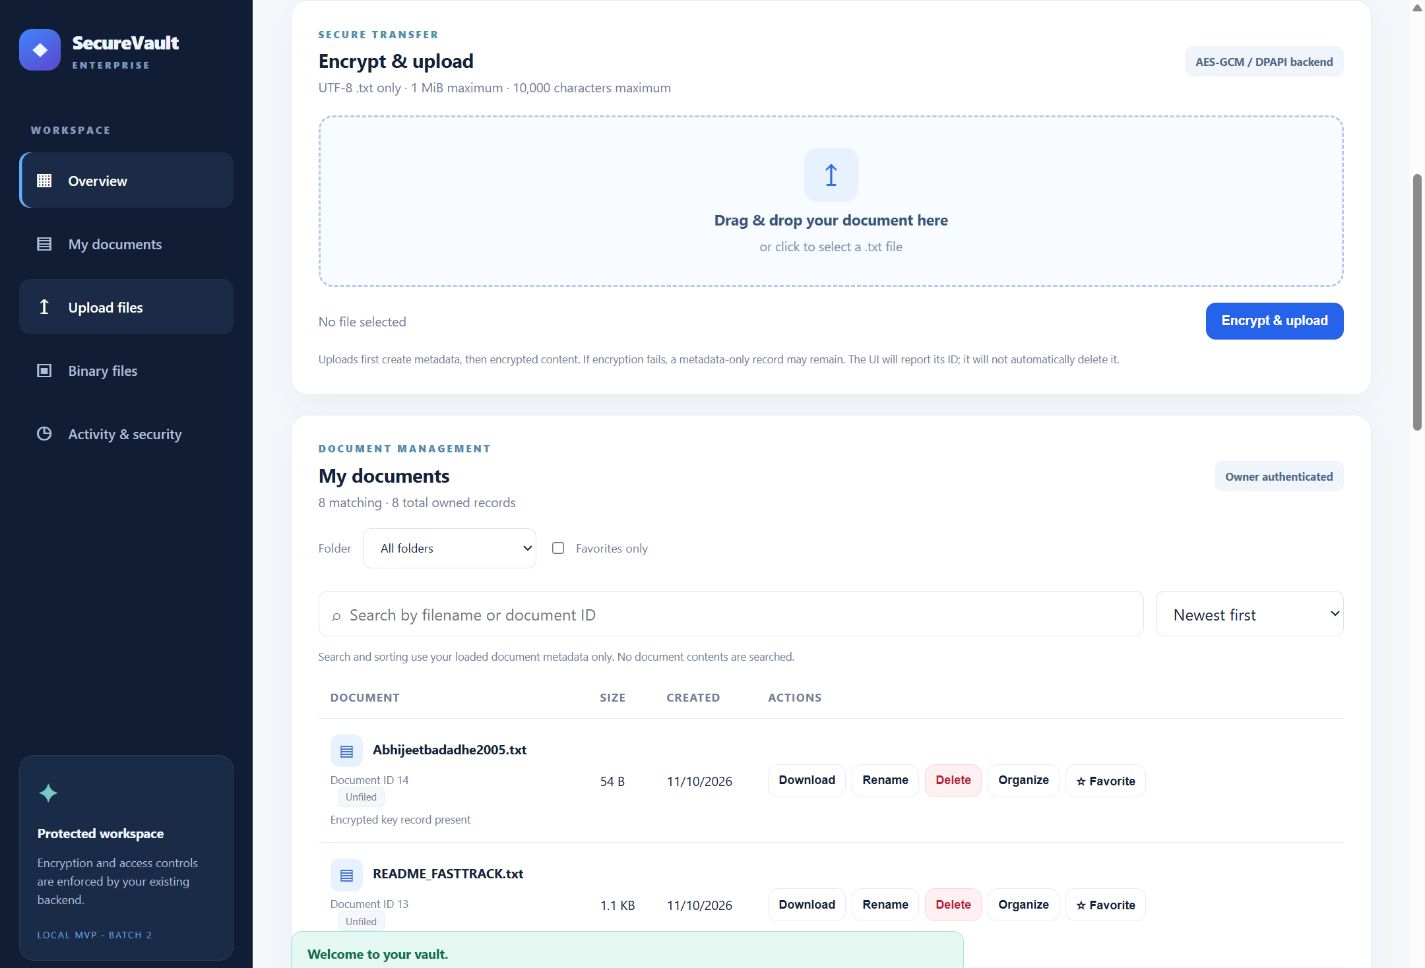 SecureVault
ENTERPRISE
WORKSPACE
Overview
My documents
Upload files
Binary files
Activity & security
Protected workspace
Encryption and access controls
are enforced by your existing
backend.
LOCAL MVP · BATCH 2
SECURE TRANSFER
Encrypt & upload
UTF-8 .txt only · 1 MiB maximum · 10,000 characters maximum
AES-GCM / DPAPI backend
Drag & drop your document here
or click to select a .txt file
No file selected
Encrypt & upload
Uploads first create metadata, then encrypted content. If encryption fails, a metadata-only record may remain. The UI will report its ID; it will not automatically delete it.
DOCUMENT MANAGEMENT
My documents
8 matching · 8 total owned records
Owner authenticated
Folder All folders Favorites only
Search by filename or document ID
Newest first
Search and sorting use your loaded document metadata only. No document contents are searched.
DOCUMENT SIZE CREATED ACTIONS
Abhijeetbadadhe2005.txt
Document ID 14
Unfiled
Encrypted key record present
54 B 11/10/2026 Download Rename Delete Organize ☆ Favorite
README_FASTTRACK.txt
Document ID 13
Unfiled
1.1 KB 11/10/2026 Download Rename Delete Organize ☆ Favorite
Welcome to your vault.